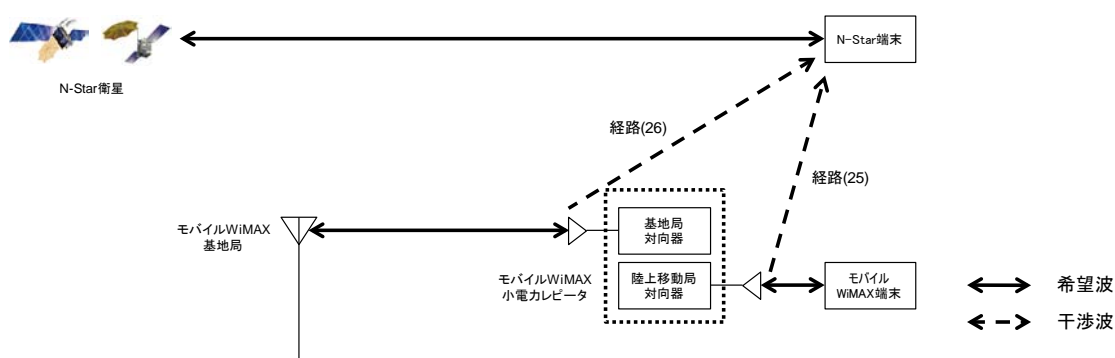 N-Star衛星
N-Star端末
経路(26)
経路(25)
モバイルWiMAX
基地局
基地局
対向器
モバイルWiMAX
小電力レピータ
陸上移動局
対向器
モバイル
WiMAX端末
希望波
干渉波